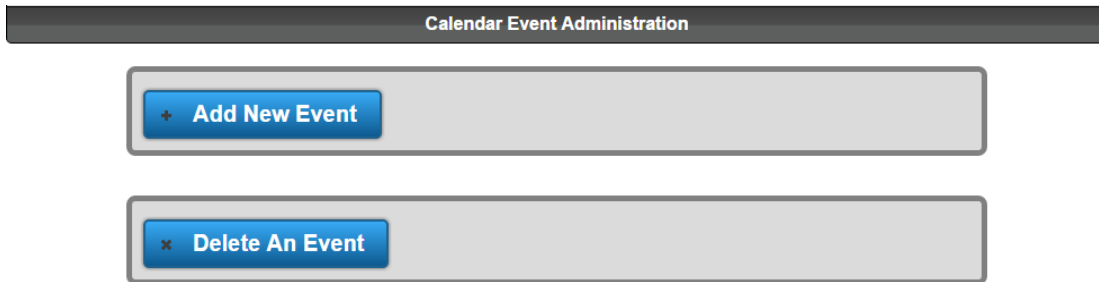 Calendar Event Administration
Add New Event
Delete An Event